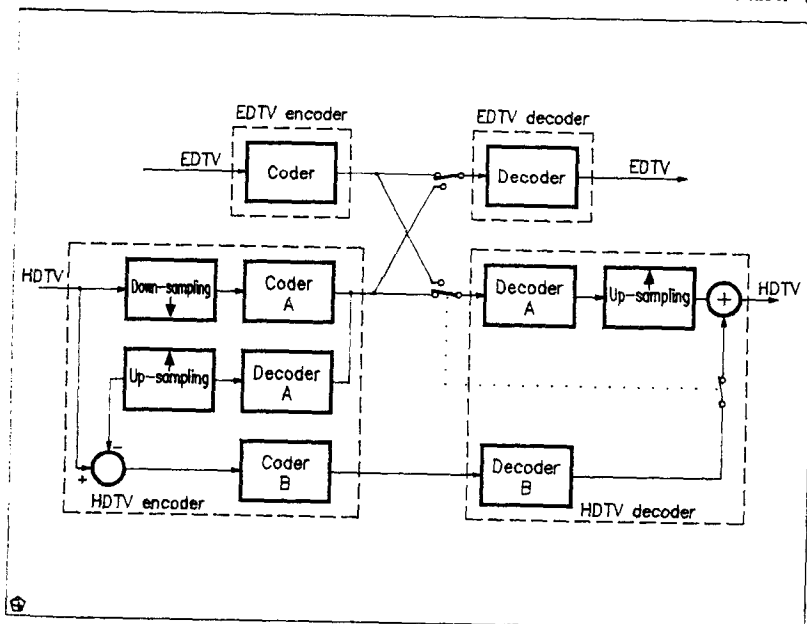 EDTV encoder
EDTV decoder
EDTV
Coder
Decoder
EDTV
HDTV
Down-sampling
Coder
A
Decoder
A
Up-sampling
+
HDTV
Up-sampling
Decoder
A
-
+
Coder
B
Decoder
B
HDTV encoder
HDTV decoder